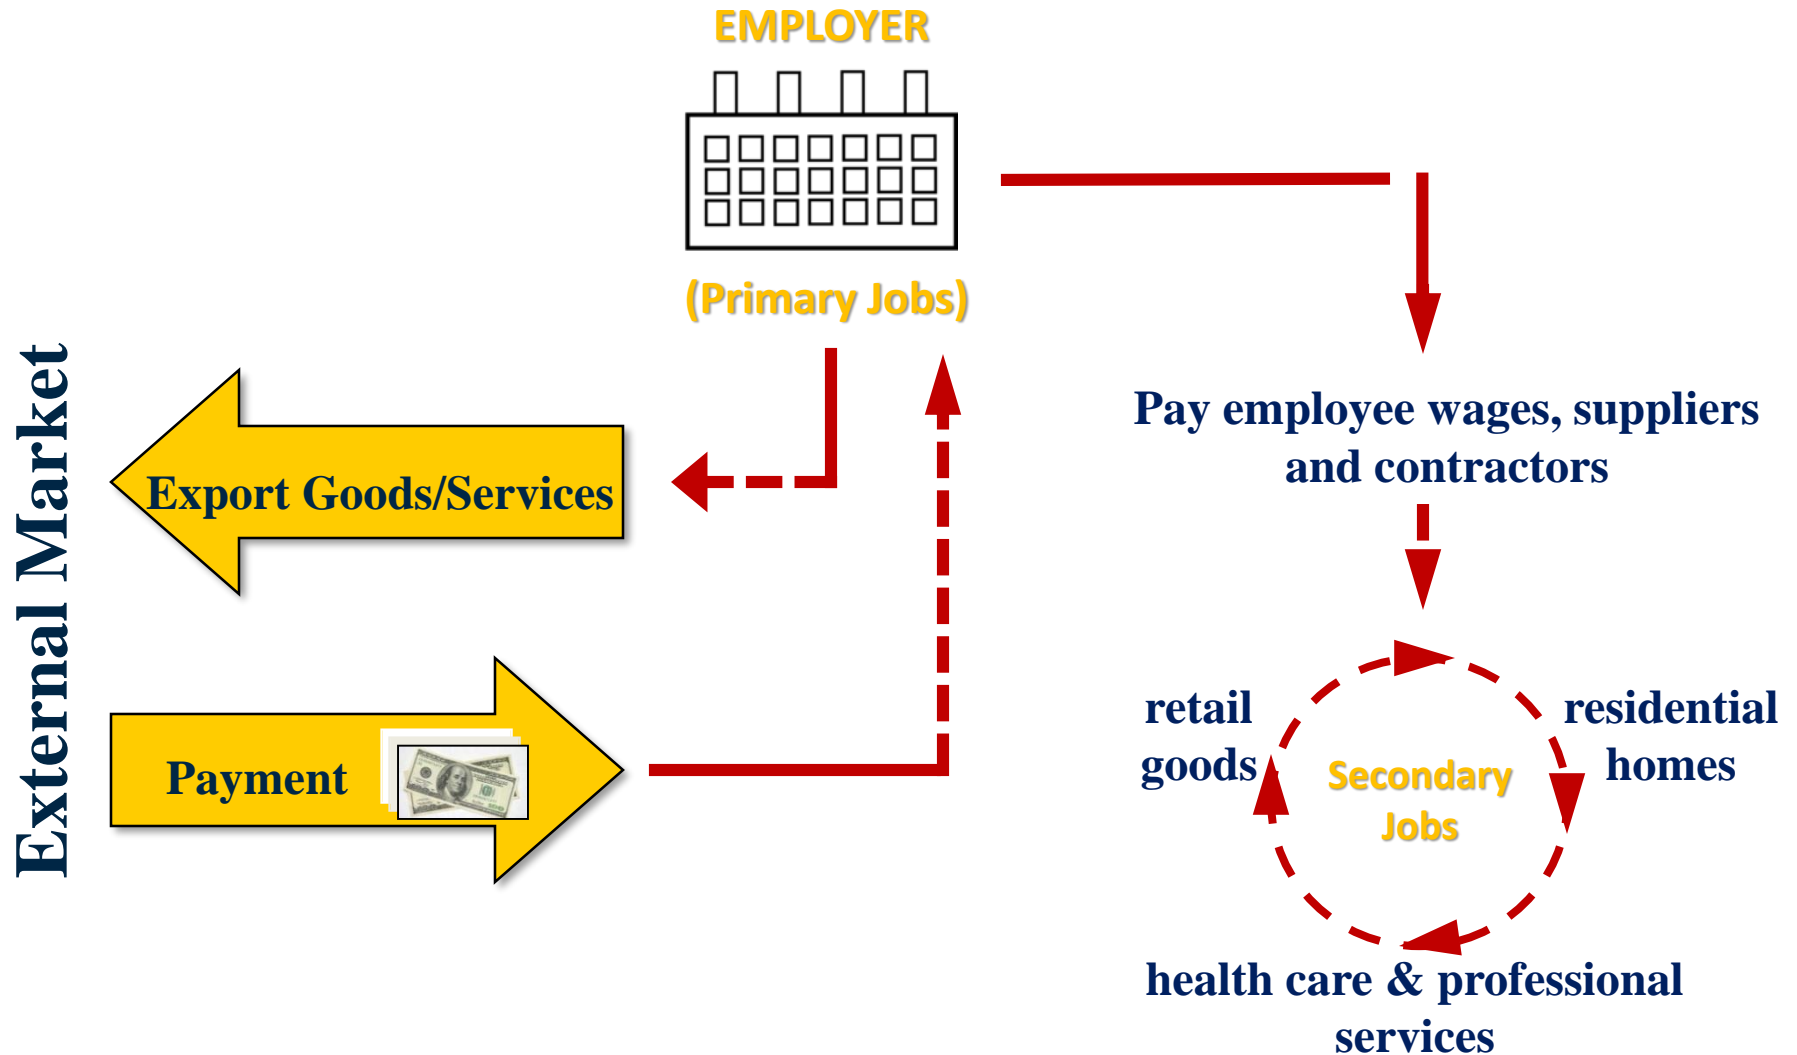 EMPLOYER
(Primary Jobs)
External Market
Export Goods/Services
Payment
Pay employee wages, suppliers
and contractors
retail
goods
residential
homes
Secondary
Jobs
health care & professional
services